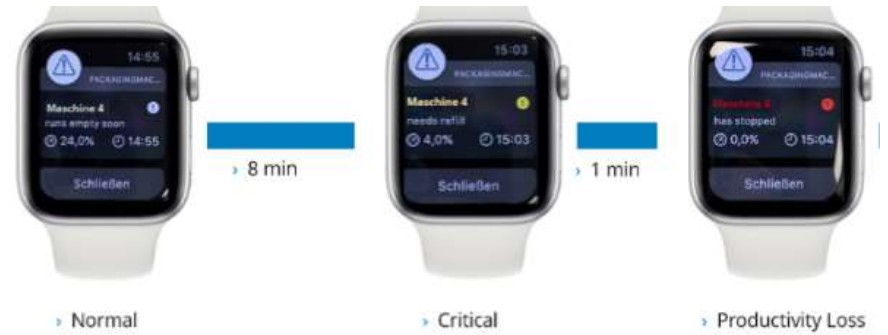 14:55
PACKAGINGMAC...
Maschine 4
runs empty soon
24,0% 14:55
Schließen
› 8 min
› Normal
15:03
PACKAGINGMAC...
Maschine 4
needs refill
4,0% 15:03
Schließen
› 1 min
› Critical
15:04
PACKAGINGMAC...
Maschine 4
has stopped
0,0% 15:04
Schließen
› Productivity Loss